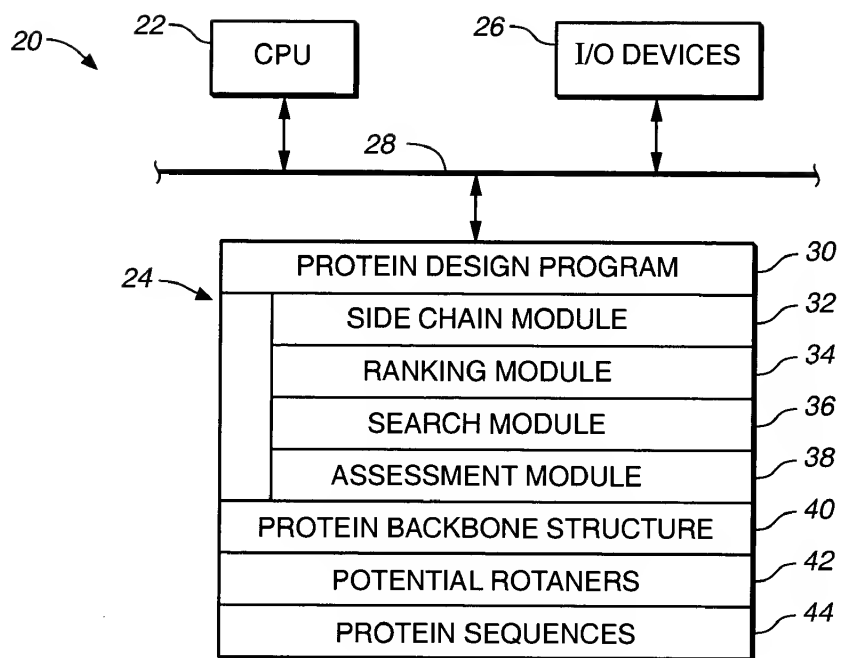 20
22
CPU
26
I/O DEVICES
28
24
PROTEIN DESIGN PROGRAM
30
SIDE CHAIN MODULE
32
RANKING MODULE
34
SEARCH MODULE
36
ASSESSMENT MODULE
38
PROTEIN BACKBONE STRUCTURE
40
POTENTIAL ROTANERS
42
PROTEIN SEQUENCES
44